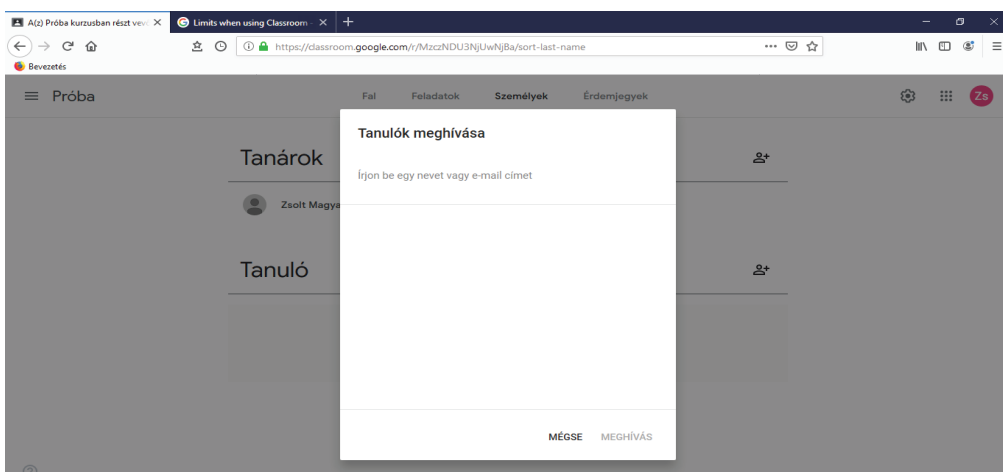 A(z) Próba kurzusban részt vev
Limits when using Classroom -
https://classroom.google.com/r/MzczNDU3NjUwNjBa/sort-last-name
Bevezetés
Próba
Fal Feladatok Személyek Érdemjegyek
Zs
Tanulók meghívása
Tanárok
Írjon be egy nevet vagy e-mail címet
Zsolt Magya
Tanuló
MÉGSE MEGHÍVÁS